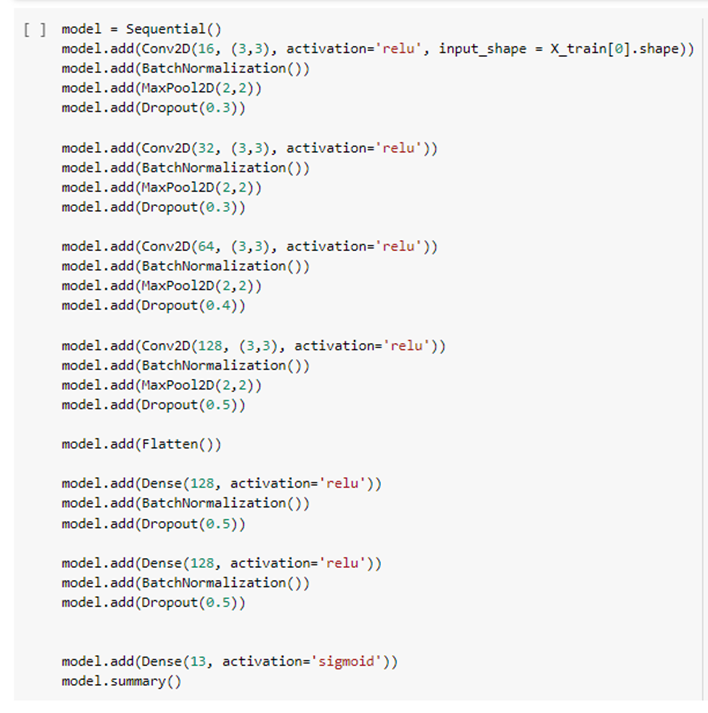 [ ] model = Sequential()
model.add(Conv2D(16, (3,3), activation='relu', input_shape = X_train[0].shape))
model.add(BatchNormalization())
model.add(MaxPool2D(2,2))
model.add(Dropout(0.3))

model.add(Conv2D(32, (3,3), activation='relu'))
model.add(BatchNormalization())
model.add(MaxPool2D(2,2))
model.add(Dropout(0.3))

model.add(Conv2D(64, (3,3), activation='relu'))
model.add(BatchNormalization())
model.add(MaxPool2D(2,2))
model.add(Dropout(0.4))

model.add(Conv2D(128, (3,3), activation='relu'))
model.add(BatchNormalization())
model.add(MaxPool2D(2,2))
model.add(Dropout(0.5))

model.add(Flatten())

model.add(Dense(128, activation='relu'))
model.add(BatchNormalization())
model.add(Dropout(0.5))

model.add(Dense(128, activation='relu'))
model.add(BatchNormalization())
model.add(Dropout(0.5))

model.add(Dense(13, activation='sigmoid'))
model.summary()